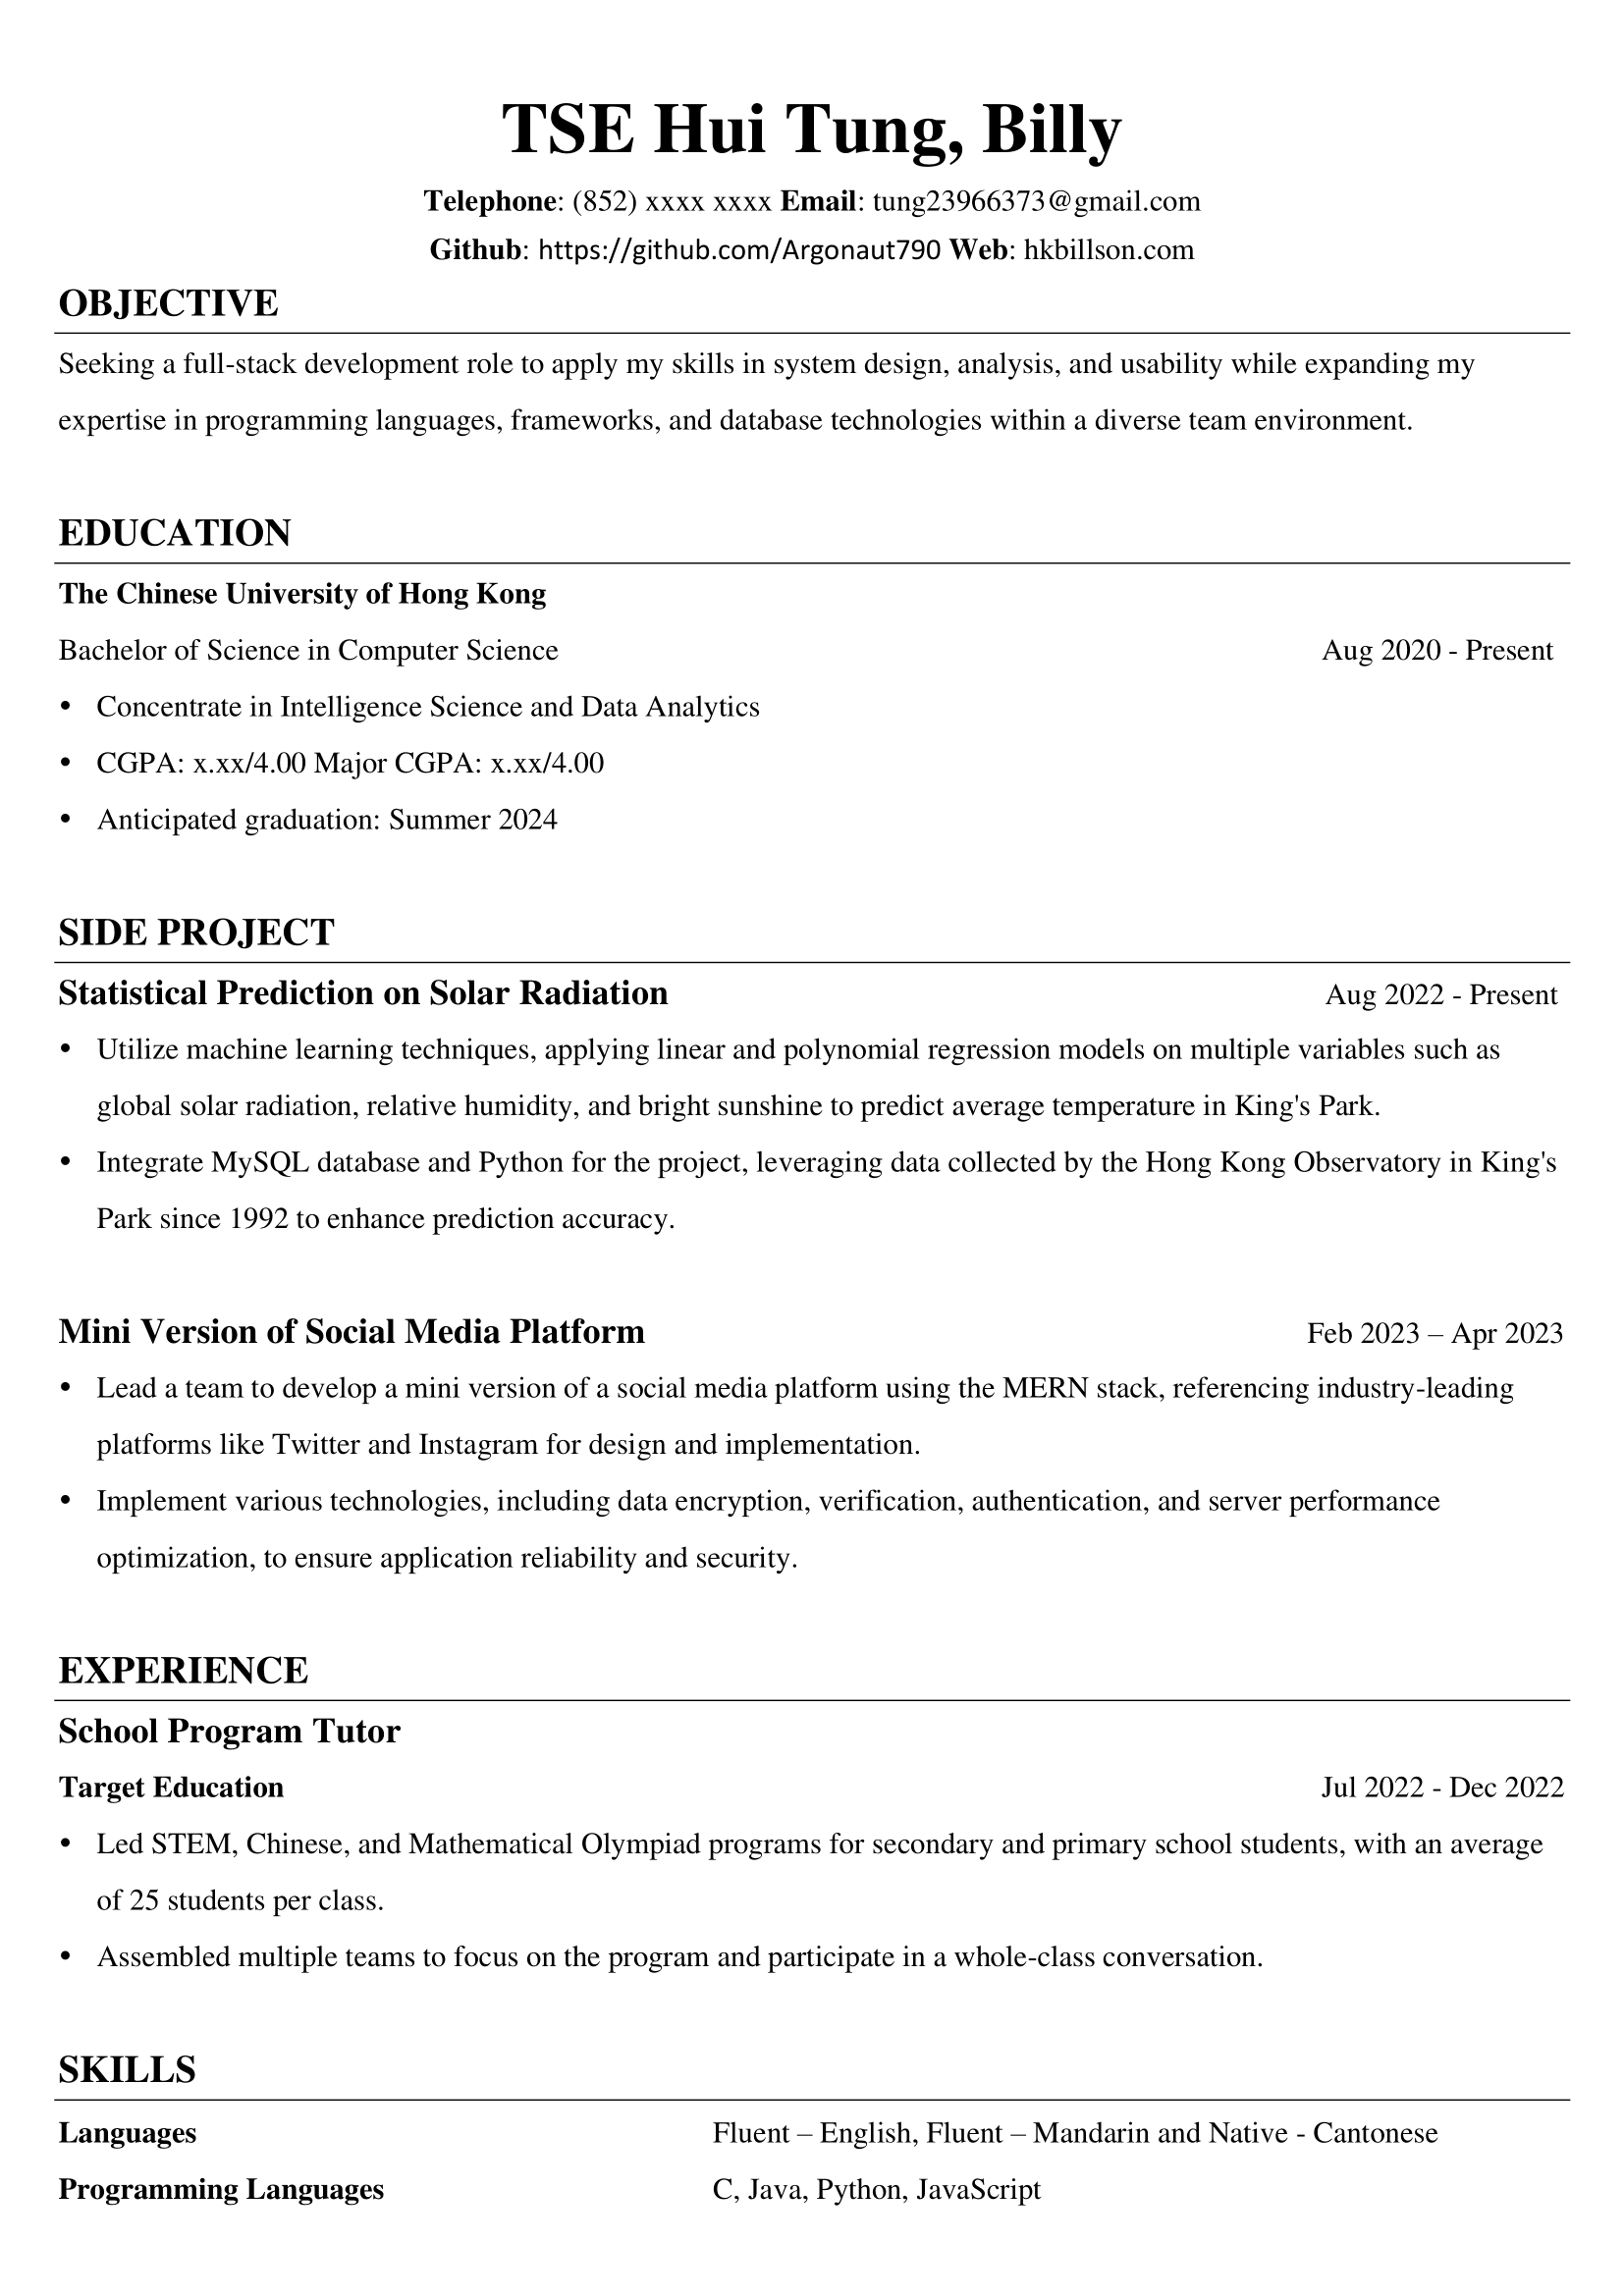 TSE Hui Tung, Billy
Telephone: (852) xxxx xxxx Email: tung23966373@gmail.com
Github: https://github.com/Argonaut790 Web: hkbillson.com
OBJECTIVE
Seeking a full-stack development role to apply my skills in system design, analysis, and usability while expanding my
expertise in programming languages, frameworks, and database technologies within a diverse team environment.
EDUCATION
The Chinese University of Hong Kong
Bachelor of Science in Computer Science Aug 2020 - Present
• Concentrate in Intelligence Science and Data Analytics
• CGPA: x.xx/4.00 Major CGPA: x.xx/4.00
• Anticipated graduation: Summer 2024
SIDE PROJECT
Statistical Prediction on Solar Radiation Aug 2022 - Present
• Utilize machine learning techniques, applying linear and polynomial regression models on multiple variables such as
global solar radiation, relative humidity, and bright sunshine to predict average temperature in King's Park.
• Integrate MySQL database and Python for the project, leveraging data collected by the Hong Kong Observatory in King's
Park since 1992 to enhance prediction accuracy.
Mini Version of Social Media Platform Feb 2023 – Apr 2023
• Lead a team to develop a mini version of a social media platform using the MERN stack, referencing industry-leading
platforms like Twitter and Instagram for design and implementation.
• Implement various technologies, including data encryption, verification, authentication, and server performance
optimization, to ensure application reliability and security.
EXPERIENCE
School Program Tutor
Target Education Jul 2022 - Dec 2022
• Led STEM, Chinese, and Mathematical Olympiad programs for secondary and primary school students, with an average
of 25 students per class.
• Assembled multiple teams to focus on the program and participate in a whole-class conversation.
SKILLS
Languages Fluent – English, Fluent – Mandarin and Native - Cantonese
Programming Languages C, Java, Python, JavaScript